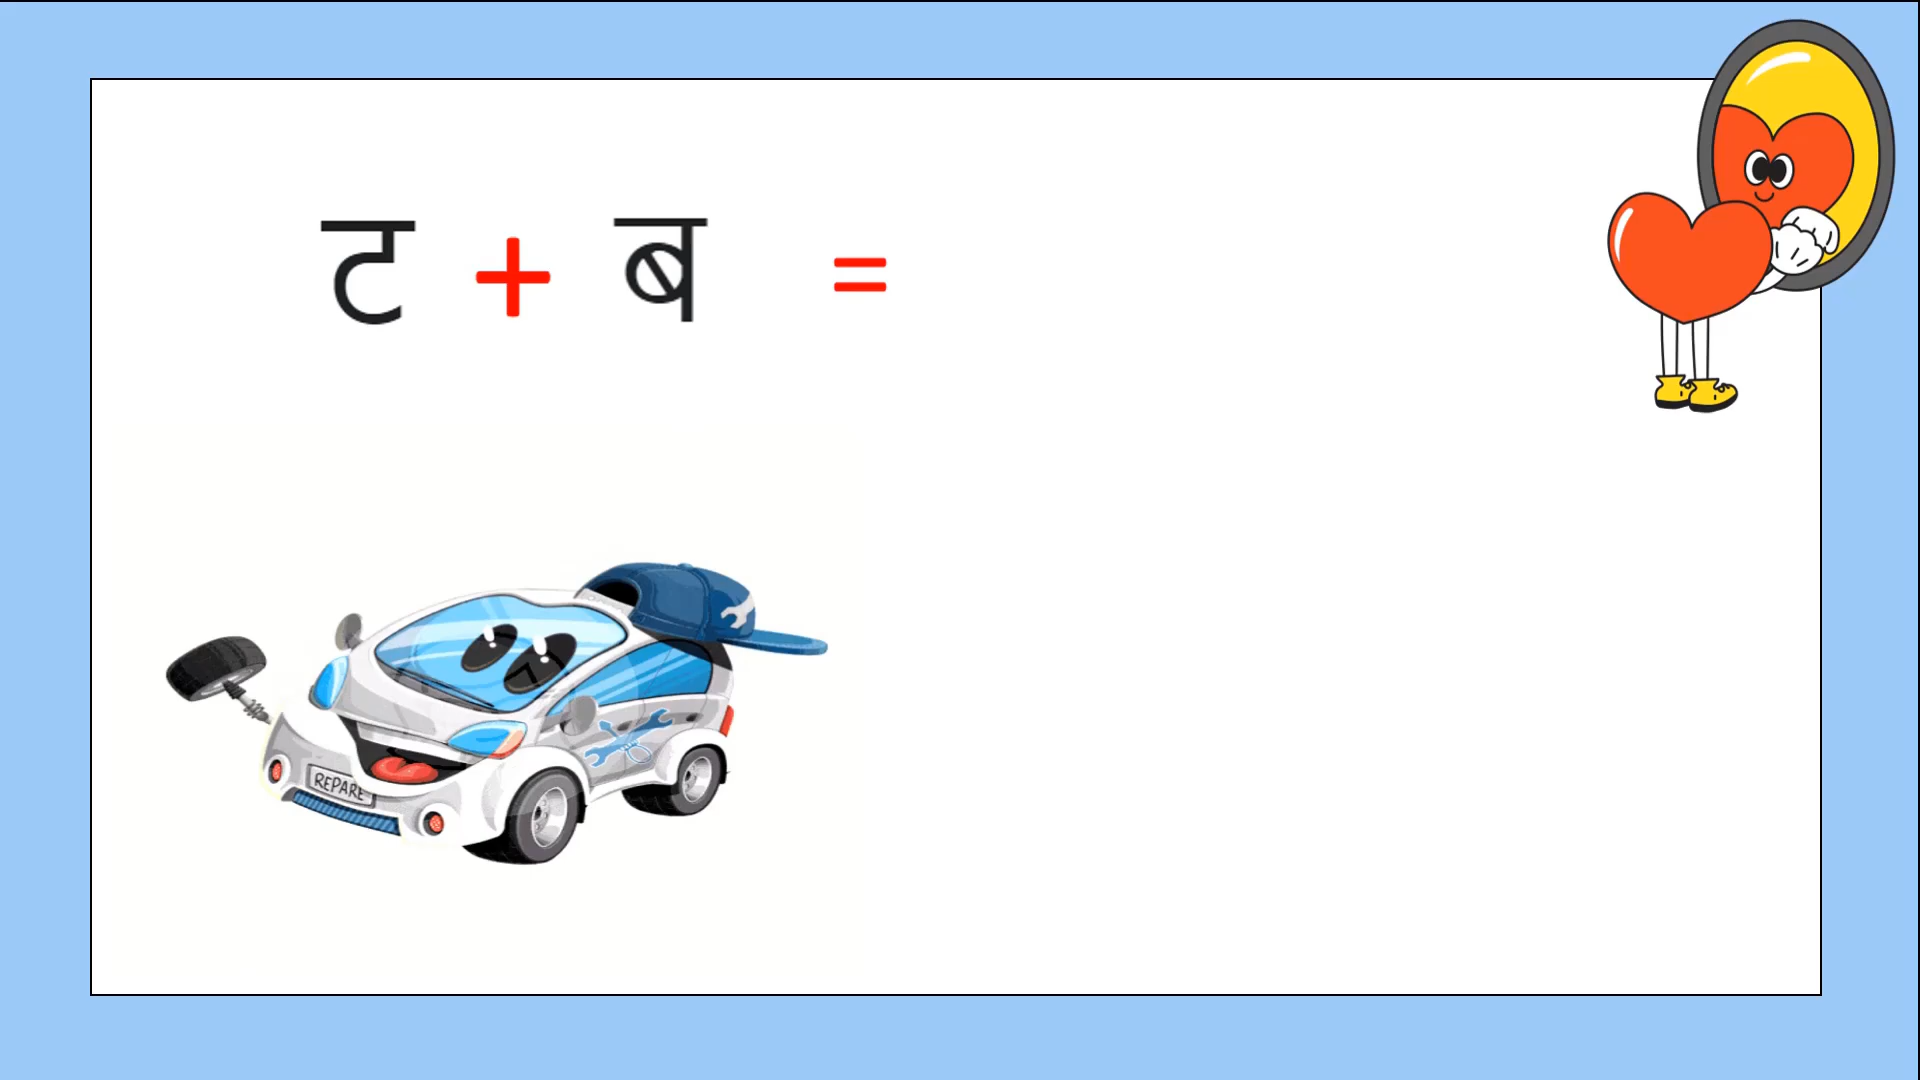 ट + ब =
REPARE